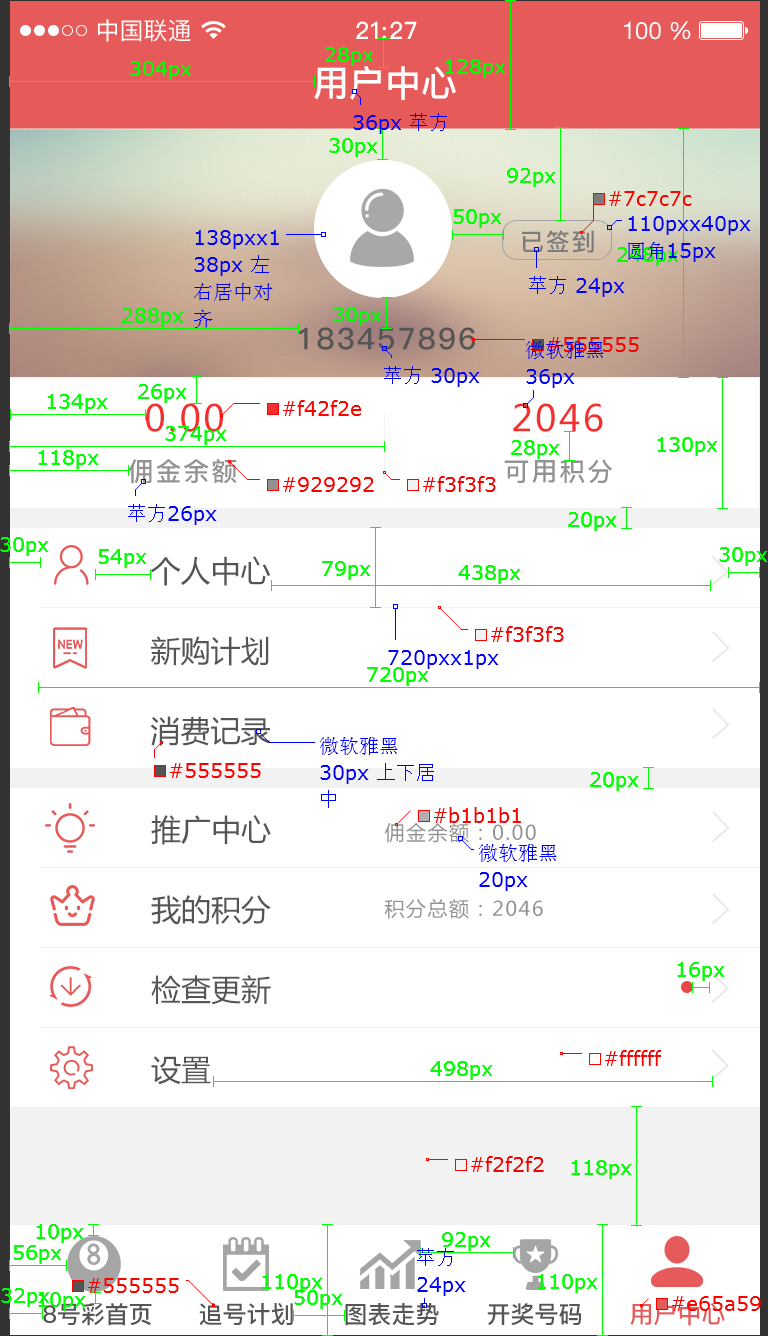 中国联通
21:27
100 %
28px
304px
128px
用户中心
36px 苹方
30px
92px
#7c7c7c
50px
110pxx40px
圆角15px
138pxx1
38px 左
右居中对
齐
已签到
苹方 24px
288px
30px
183457896
#555555
微软雅黑
36px
苹方 30px
26px
134px
0.00
#f42f2e
2046
374px
28px
130px
118px
佣金余额
#929292
#f3f3f3
可用积分
苹方26px
20px
30px
54px
个人中心
79px
438px
30px
新购计划
NEW
#f3f3f3
720pxx1px
720px
消费记录
微软雅黑
30px 上下居
中
#555555
20px
推广中心
#b1b1b1
佣金余额：0.00
微软雅黑
20px
我的积分
积分总额：2046
检查更新
16px
设置
#ffffff
498px
#f2f2f2
118px
10px
56px
8
92px
苹方
24px
#555555
110px
110px
32px
10px
50px
#e65a59
8号彩首页
追号计划
图表走势
开奖号码
用户中心